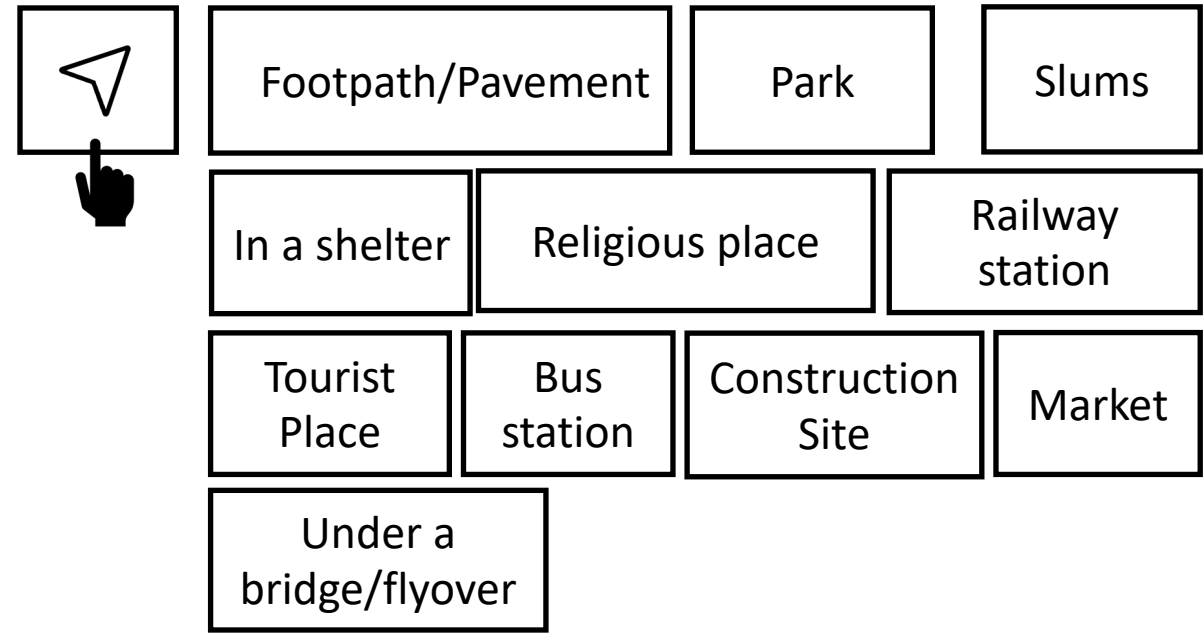 Footpath/Pavement
Park
Slums
In a shelter
Religious place
Railway
station
Tourist
Place
Bus
station
Construction
Site
Market
Under a
bridge/flyover